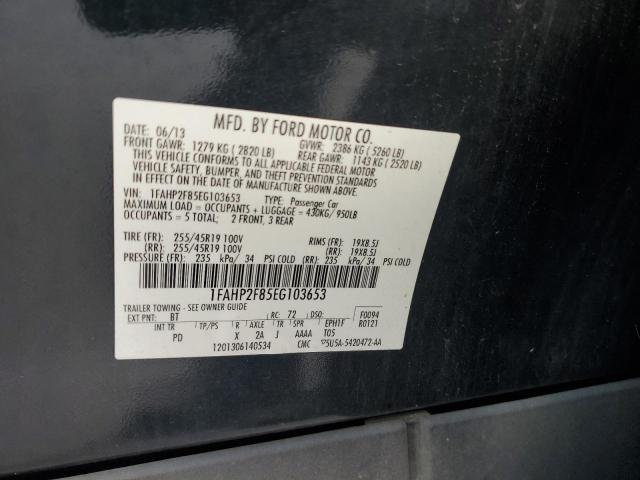 MFD. BY FORD MOTOR CO.
DATE: 06/13 GVWR: 2386 KG ( 5260 LB)
FRONT GAWR: 1279 KG ( 2820 LB) REAR GAWR: 1143 KG ( 2520 LB)
THIS VEHICLE CONFORMS TO ALL APPLICABLE FEDERAL MOTOR
VEHICLE SAFETY, BUMPER, AND THEFT PREVENTION STANDARDS
IN EFFECT ON THE DATE OF MANUFACTURE SHOWN ABOVE.
VIN: 1FAHP2F85EG103653 TYPE: Passenger Car
MAXIMUM LOAD = OCCUPANTS + LUGGAGE = 430KG/ 950LB
OCCUPANTS = 5 TOTAL; 2 FRONT, 3 REAR
TIRE (FR): 255/45R19 100V RIMS (FR): 19X8.5J
(RR): 255/45R19 100V (RR): 19X8.5J
PRESSURE (FR): 235 kPa/ 34 PSI COLD (RR): 235 kPa/ 34 PSI COLD
1FAHP2F85EG103653
TRAILER TOWING - SEE OWNER GUIDE
EXT PNT: BT RC: 72 DSO: F0094
R0121
INT TR TP/PS R AXLE TR SPR EPH1F
PD X 2A J AAAA T05
1201306140534 CMC 5U5A-5420472-AA